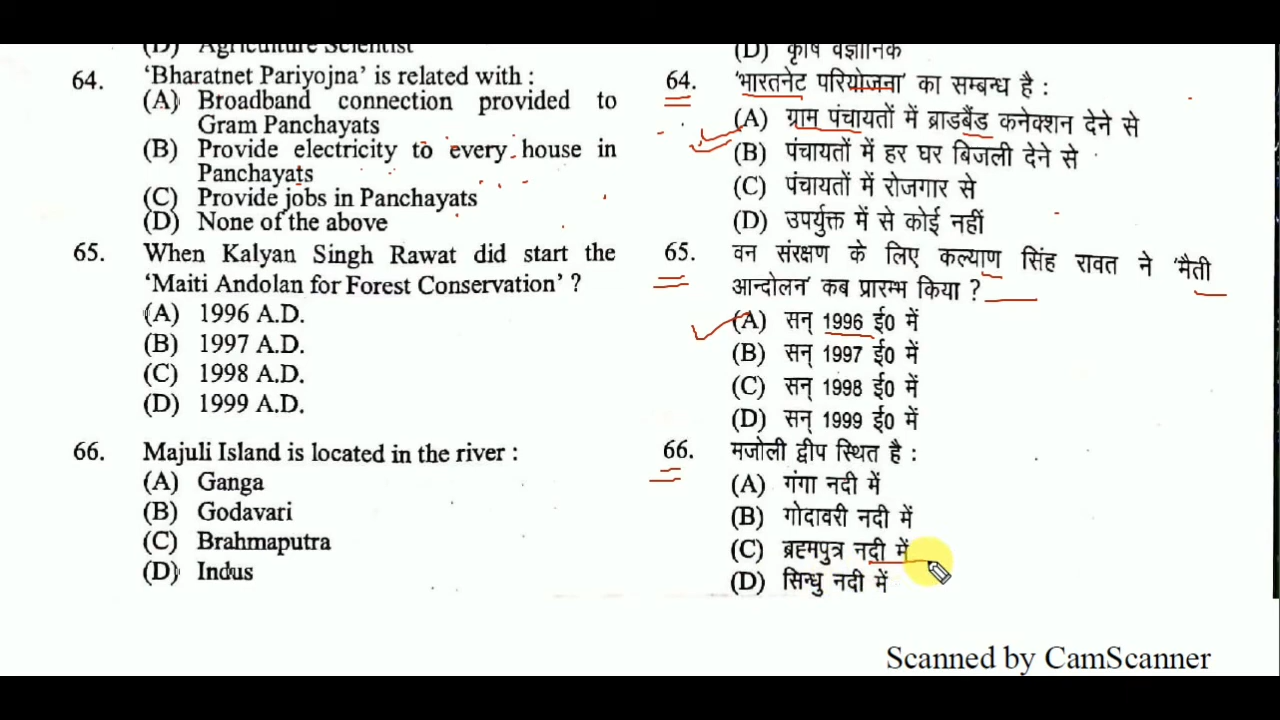 (D) Agriculture Scientist
64. 'Bharatnet Pariyojna' is related with :
(A) Broadband connection provided to
Gram Panchayats
(B) Provide electricity to every house in
Panchayats
(C) Provide jobs in Panchayats
(D) None of the above
65. When Kalyan Singh Rawat did start the
'Maiti Andolan for Forest Conservation' ?
(A) 1996 A.D.
(B) 1997 A.D.
(C) 1998 A.D.
(D) 1999 A.D.
66. Majuli Island is located in the river :
(A) Ganga
(B) Godavari
(C) Brahmaputra
(D) Indus
(D) कृषि वैज्ञानिक
64. 'भारतनेट परियोजना' का सम्बन्ध है :
(A) ग्राम पंचायतों में ब्राडबैंड कनेक्शन देने से
(B) पंचायतों में हर घर बिजली देने से
(C) पंचायतों में रोजगार से
(D) उपर्युक्त में से कोई नहीं
65. वन संरक्षण के लिए कल्याण सिंह रावत ने 'मैती
आन्दोलन' कब प्रारम्भ किया ?
(A) सन् 1996 ई0 में
(B) सन् 1997 ई0 में
(C) सन् 1998 ई0 में
(D) सन् 1999 ई0 में
66. मजोली द्वीप स्थित है :
(A) गंगा नदी में
(B) गोदावरी नदी में
(C) ब्रह्मपुत्र नदी में
(D) सिन्धु नदी में
Scanned by CamScanner